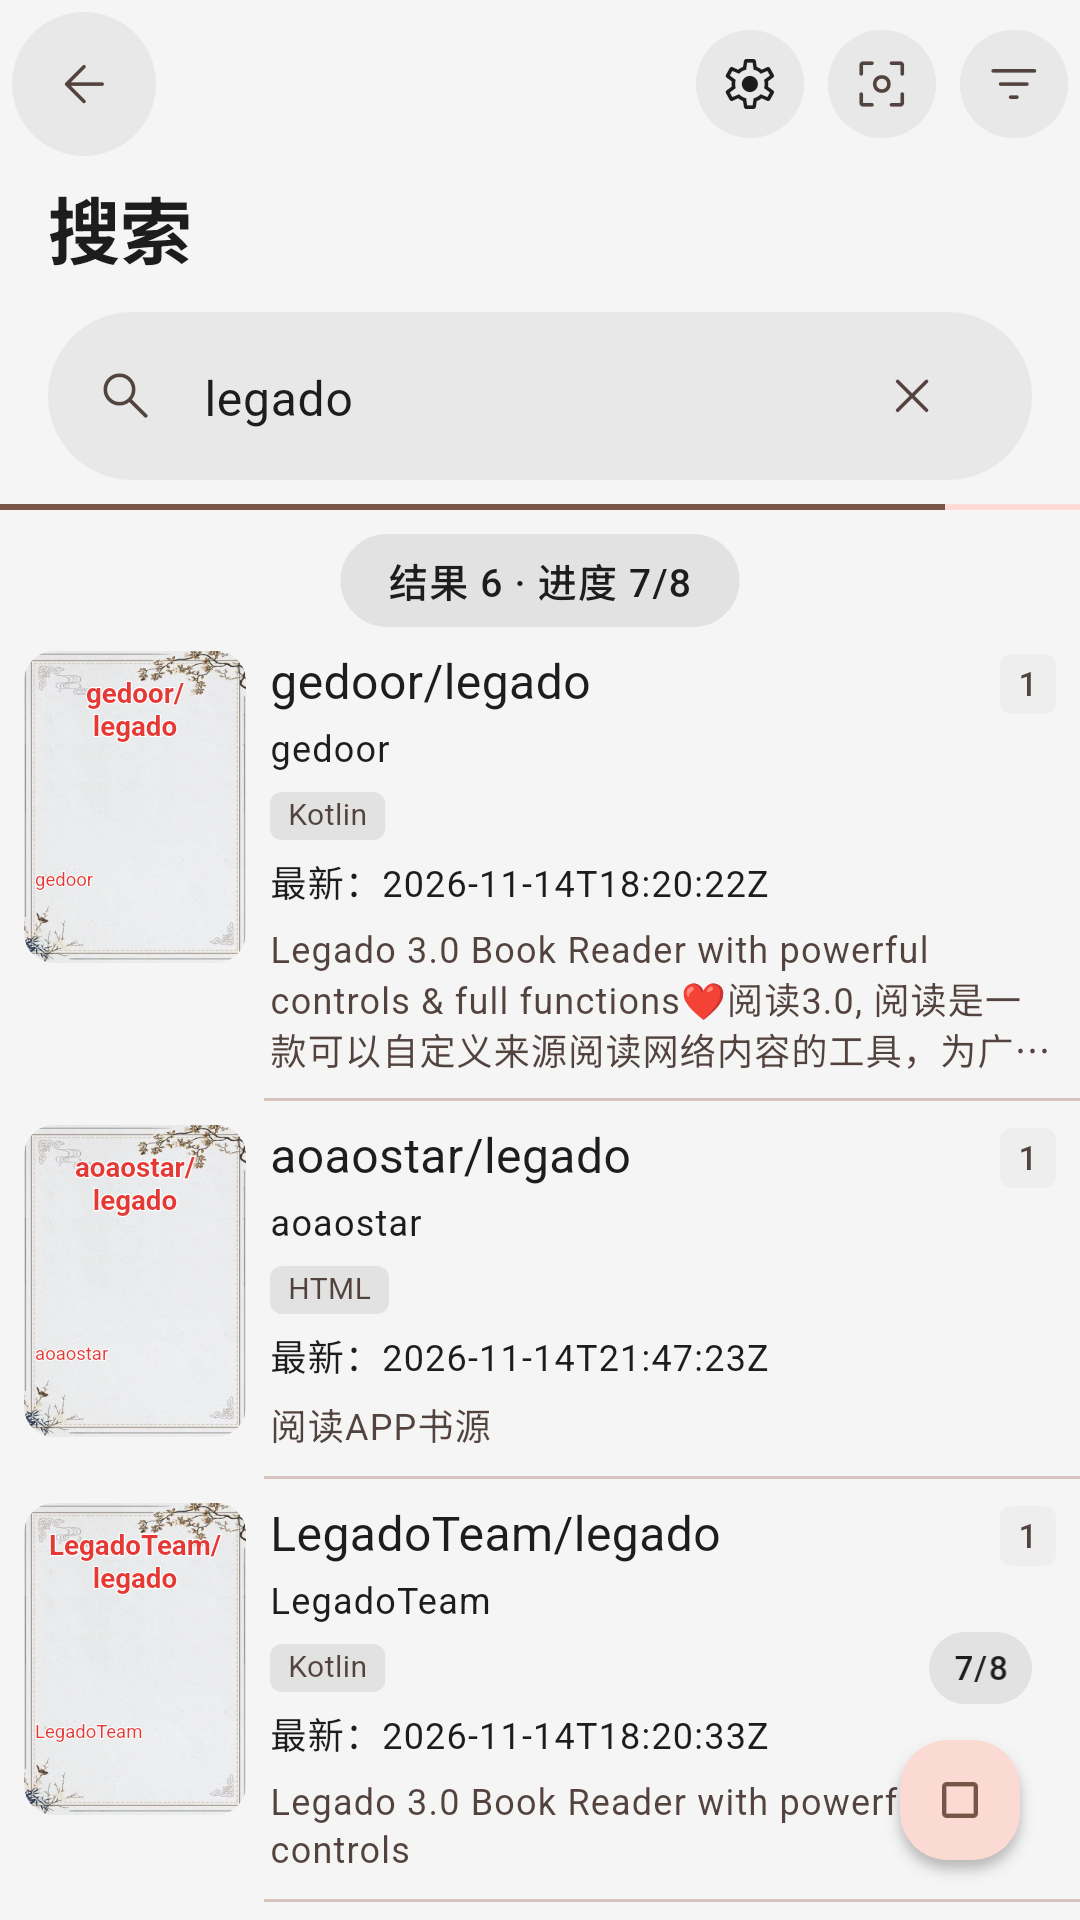 搜索
legado
结果 6 · 进度 7/8
gedoor/
legado
gedoor
gedoor/legado
1
gedoor
Kotlin
最新：2026-11-14T18:20:22Z
Legado 3.0 Book Reader with powerful
controls & full functions❤️阅读3.0, 阅读是一
款可以自定义来源阅读网络内容的工具，为广…
aoaostar/
legado
aoaostar
aoaostar/legado
1
aoaostar
HTML
最新：2026-11-14T21:47:23Z
阅读APP书源
LegadoTeam/
legado
LegadoTeam
LegadoTeam/legado
1
LegadoTeam
Kotlin
7/8
最新：2026-11-14T18:20:33Z
Legado 3.0 Book Reader with powerf
controls